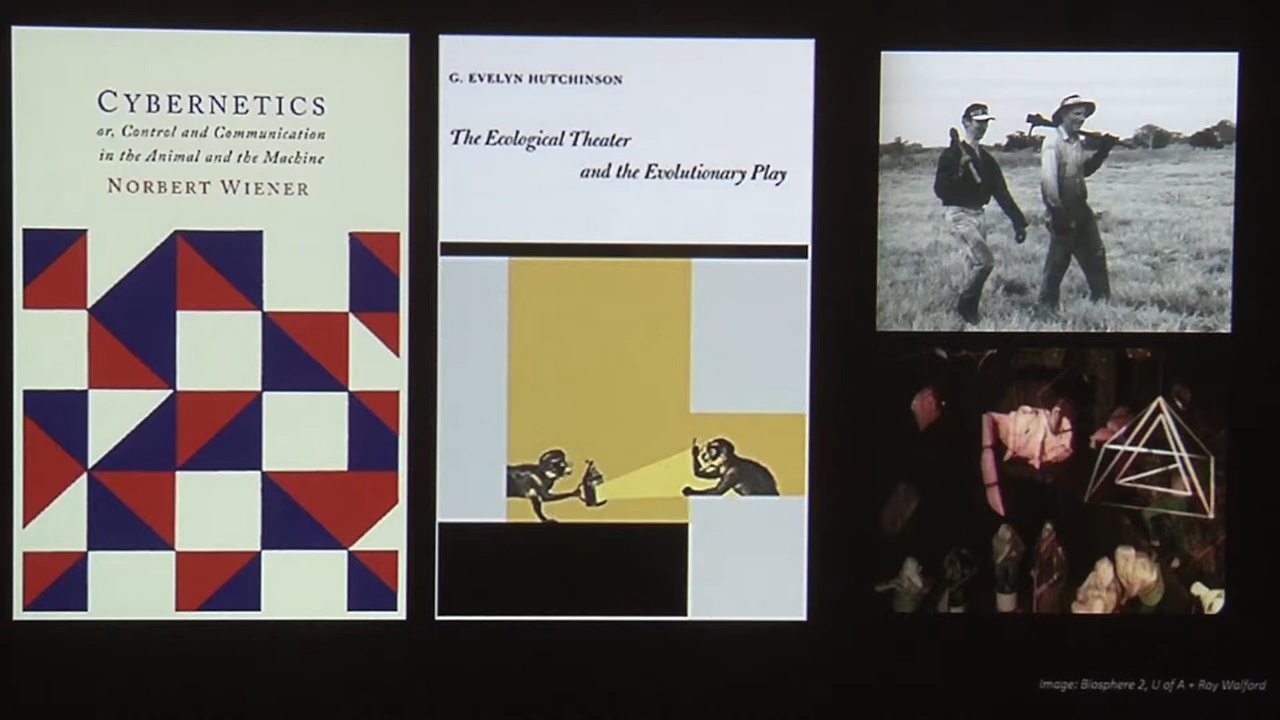 CYBERNETICS
or, Control and Communication
in the Animal and the Machine
NORBERT WIENER
G. EVELYN HUTCHINSON
The Ecological Theater
and the Evolutionary Play
Image: Biosphere 2, U of A + Roy Walford